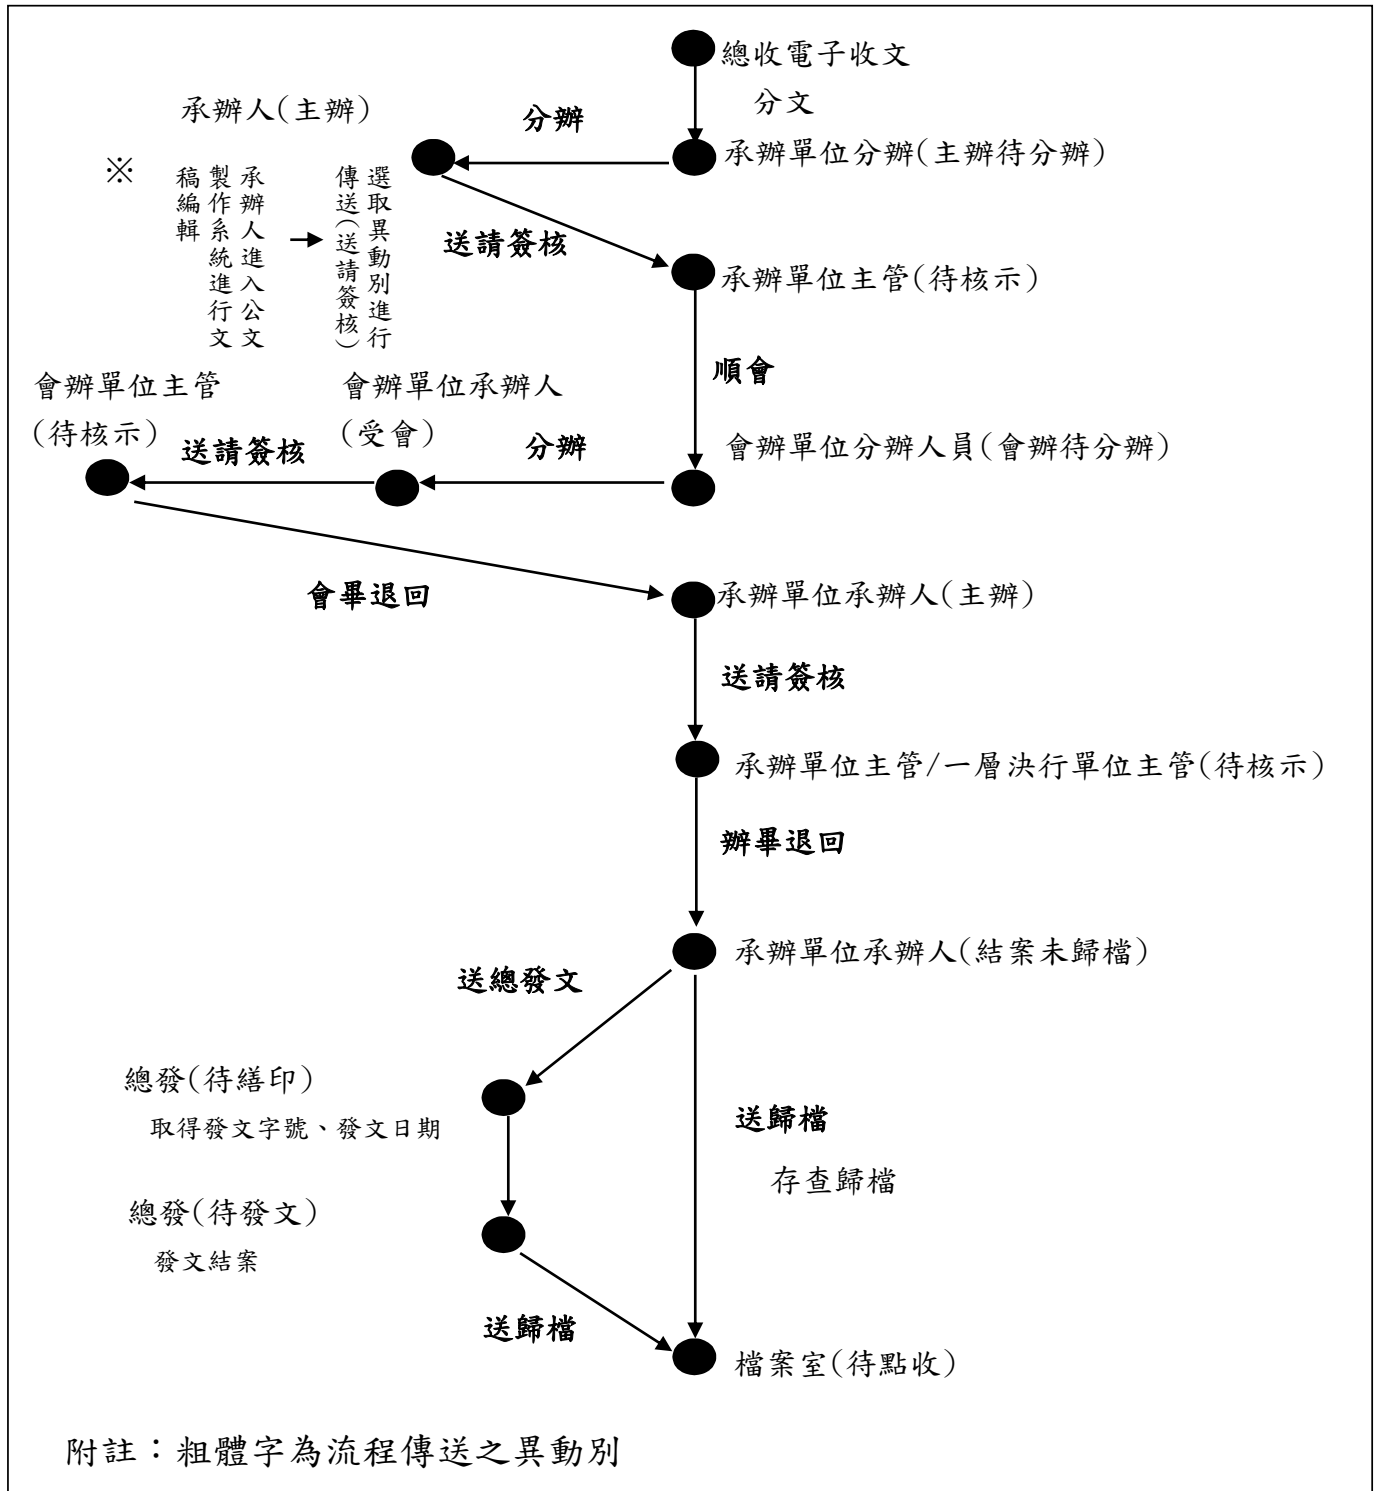 總收電子收文
分文
承辦人(主辦)
分辦
承辦單位分辦(主辦待分辦)
※
承辦人進入公文
製作系統進行文
稿編輯
選取異動別進行
傳送(送請簽核)
送請簽核
承辦單位主管(待核示)
順會
會辦單位主管
(待核示)
會辦單位承辦人
(受會)
送請簽核
分辦
會辦單位分辦人員(會辦待分辦)
會畢退回
承辦單位承辦人(主辦)
送請簽核
承辦單位主管/一層決行單位主管(待核示)
辦畢退回
承辦單位承辦人(結案未歸檔)
送總發文
總發(待繕印)
取得發文字號、發文日期
送歸檔
存查歸檔
總發(待發文)
發文結案
送歸檔
檔案室(待點收)
附註：粗體字為流程傳送之異動別